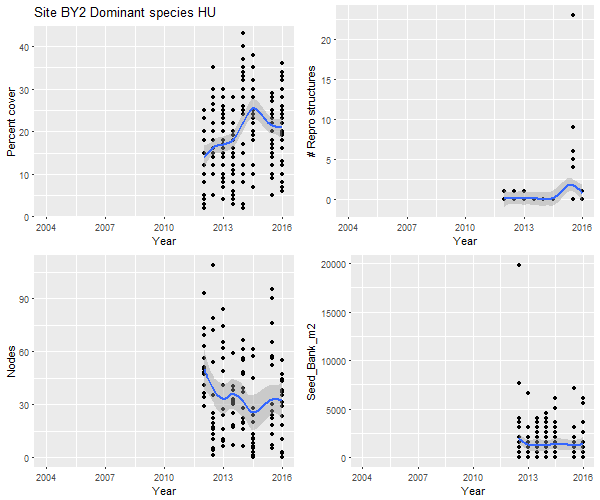 Site BY2 Dominant species HU
Percent cover
40
30
20
10
0
2004 2007 2010 2013 2016
Year
# Repro structures
20
15
10
5
0
2004 2007 2010 2013 2016
Year
Nodes
90
60
30
0
2004 2007 2010 2013 2016
Year
Seed_Bank_m2
20000
15000
10000
5000
0
2004 2007 2010 2013 2016
Year